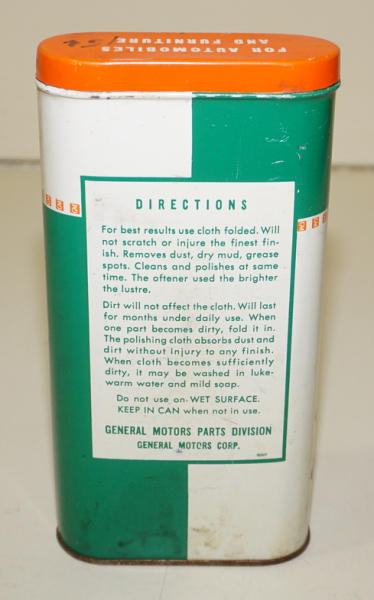 FOR AUTOMOBILES
AND FURNITURE
DIRECTIONS
For best results use cloth folded. Will
not scratch or injure the finest fin-
ish. Removes dust, dry mud, grease
spots. Cleans and polishes at same
time. The oftener used the brighter
the lustre.
Dirt will not affect the cloth. Will last
for months under daily use. When
one part becomes dirty, fold it in.
The polishing cloth absorbs dust and
dirt without injury to any finish.
When cloth becomes sufficiently
dirty, it may be washed in luke-
warm water and mild soap.
Do not use on WET SURFACE.
KEEP IN CAN when not in use.
GENERAL MOTORS PARTS DIVISION
GENERAL MOTORS CORP.